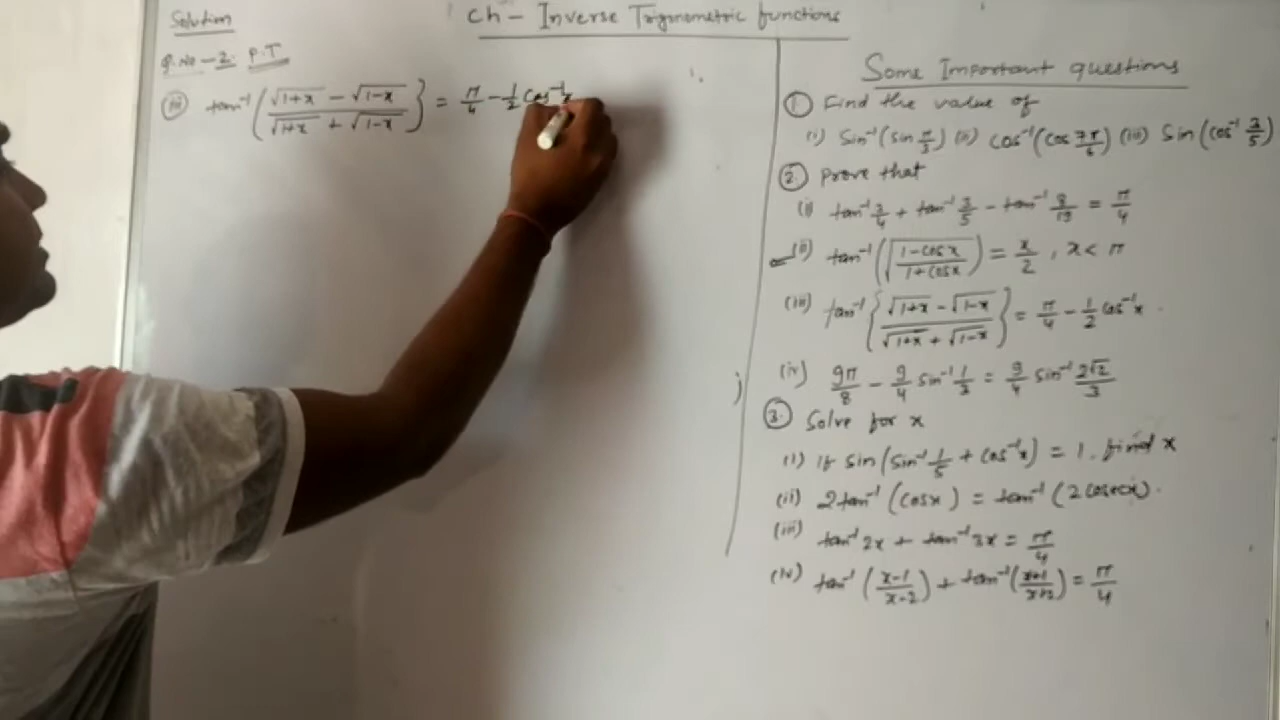 Ch - Inverse Trigonometric functions
Solution
Q.No - 2. P.T
(iii) tan⁻¹ { (√1+x - √1-x) / (√1+x + √1-x) } = π/4 - 1/2 cos⁻¹x
Some Important questions
① Find the value of
(i) Sin⁻¹(sin π/3) (ii) cos⁻¹(cos 7π/6) (iii) Sin(cos⁻¹ 3/5)
② Prove that
(i) tan⁻¹ 3/4 + tan⁻¹ 3/5 - tan⁻¹ 8/19 = π/4
(ii) tan⁻¹(√(1-cosx / 1+cosx)) = x/2 , x < π
(iii) tan⁻¹ { (√1+x - √1-x) / (√1+x + √1-x) } = π/4 - 1/2 cos⁻¹x
(iv) 9π/8 - 9/4 sin⁻¹ 1/3 = 9/4 sin⁻¹ 2√2/3
③ Solve for x
(i) If sin(sin⁻¹ 1/5 + cos⁻¹x) = 1. find x
(ii) 2tan⁻¹(cosx) = tan⁻¹(2cosecx).
(iii) tan⁻¹2x + tan⁻¹3x = π/4
(iv) tan⁻¹(x-1/x-2) + tan⁻¹(x+1/x+2) = π/4